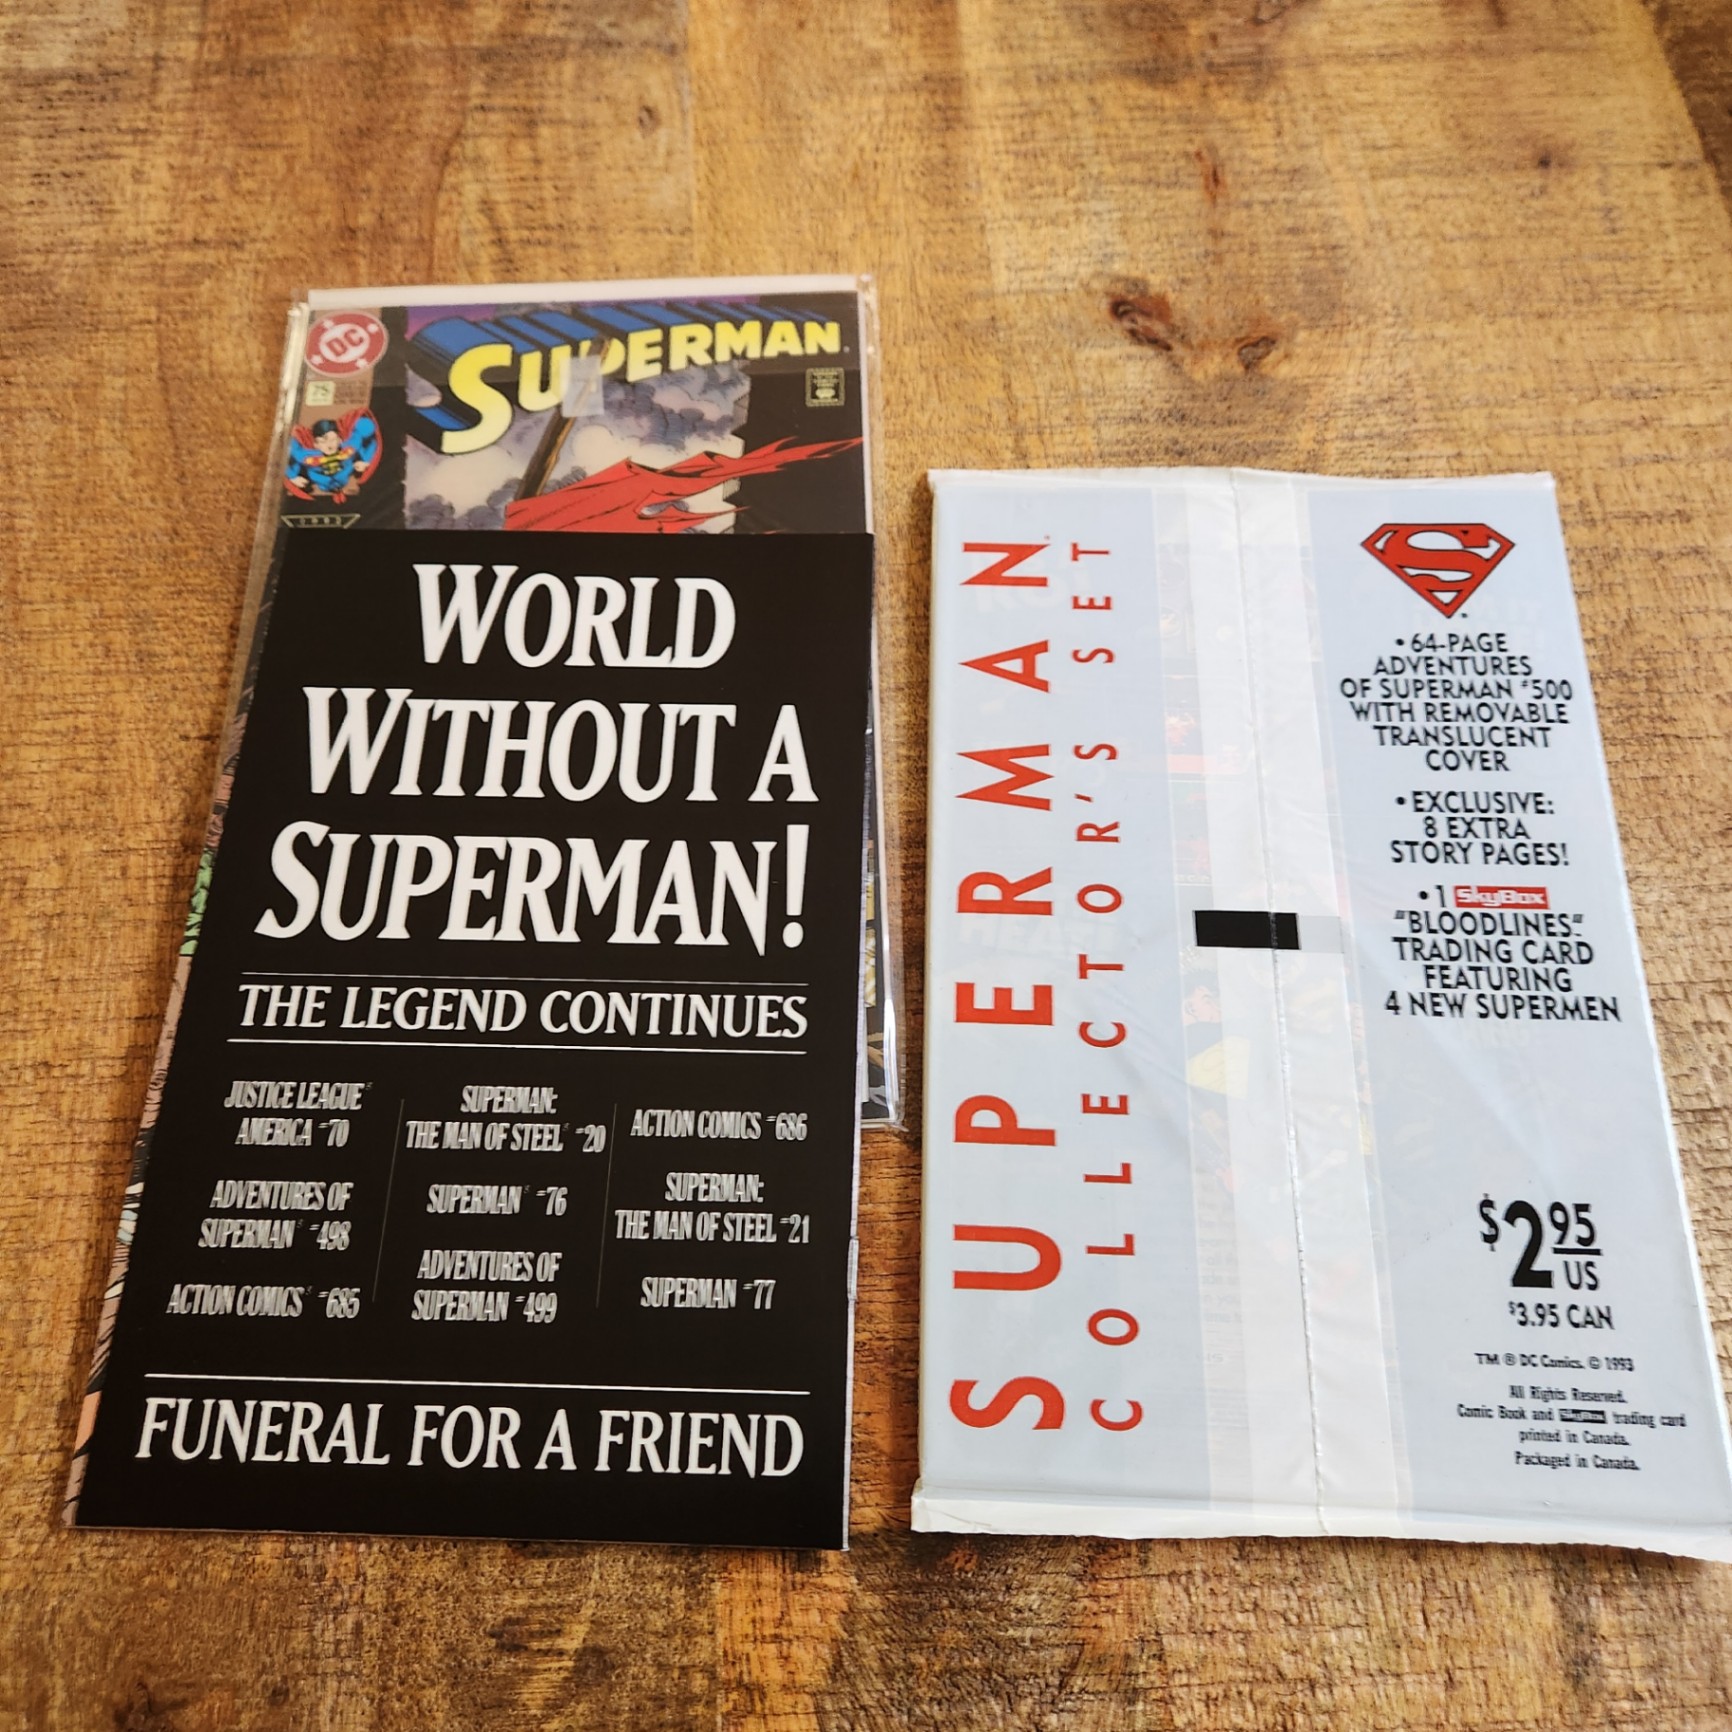 DC
SUPERMAN
75
1992
WORLD
WITHOUT A
SUPERMAN!
THE LEGEND CONTINUES
JUSTICE LEAGUE
AMERICA #70
ADVENTURES OF
SUPERMAN #498
ACTION COMICS #685
SUPERMAN:
THE MAN OF STEEL #20
SUPERMAN #76
ADVENTURES OF
SUPERMAN #499
ACTION COMICS #686
SUPERMAN:
THE MAN OF STEEL #21
SUPERMAN #77
FUNERAL FOR A FRIEND
SUPERMAN
COLLECTOR'S SET
S
• 64-PAGE
ADVENTURES
OF SUPERMAN #500
WITH REMOVABLE
TRANSLUCENT
COVER
• EXCLUSIVE:
8 EXTRA
STORY PAGES!
• 1 SkyBox
"BLOODLINES"
TRADING CARD
FEATURING
4 NEW SUPERMEN
$2.95
US
$3.95 CAN
TM ® DC Comics. © 1993
All Rights Reserved.
Comic Book and SkyBox trading card
printed in Canada.
Packaged in Canada.